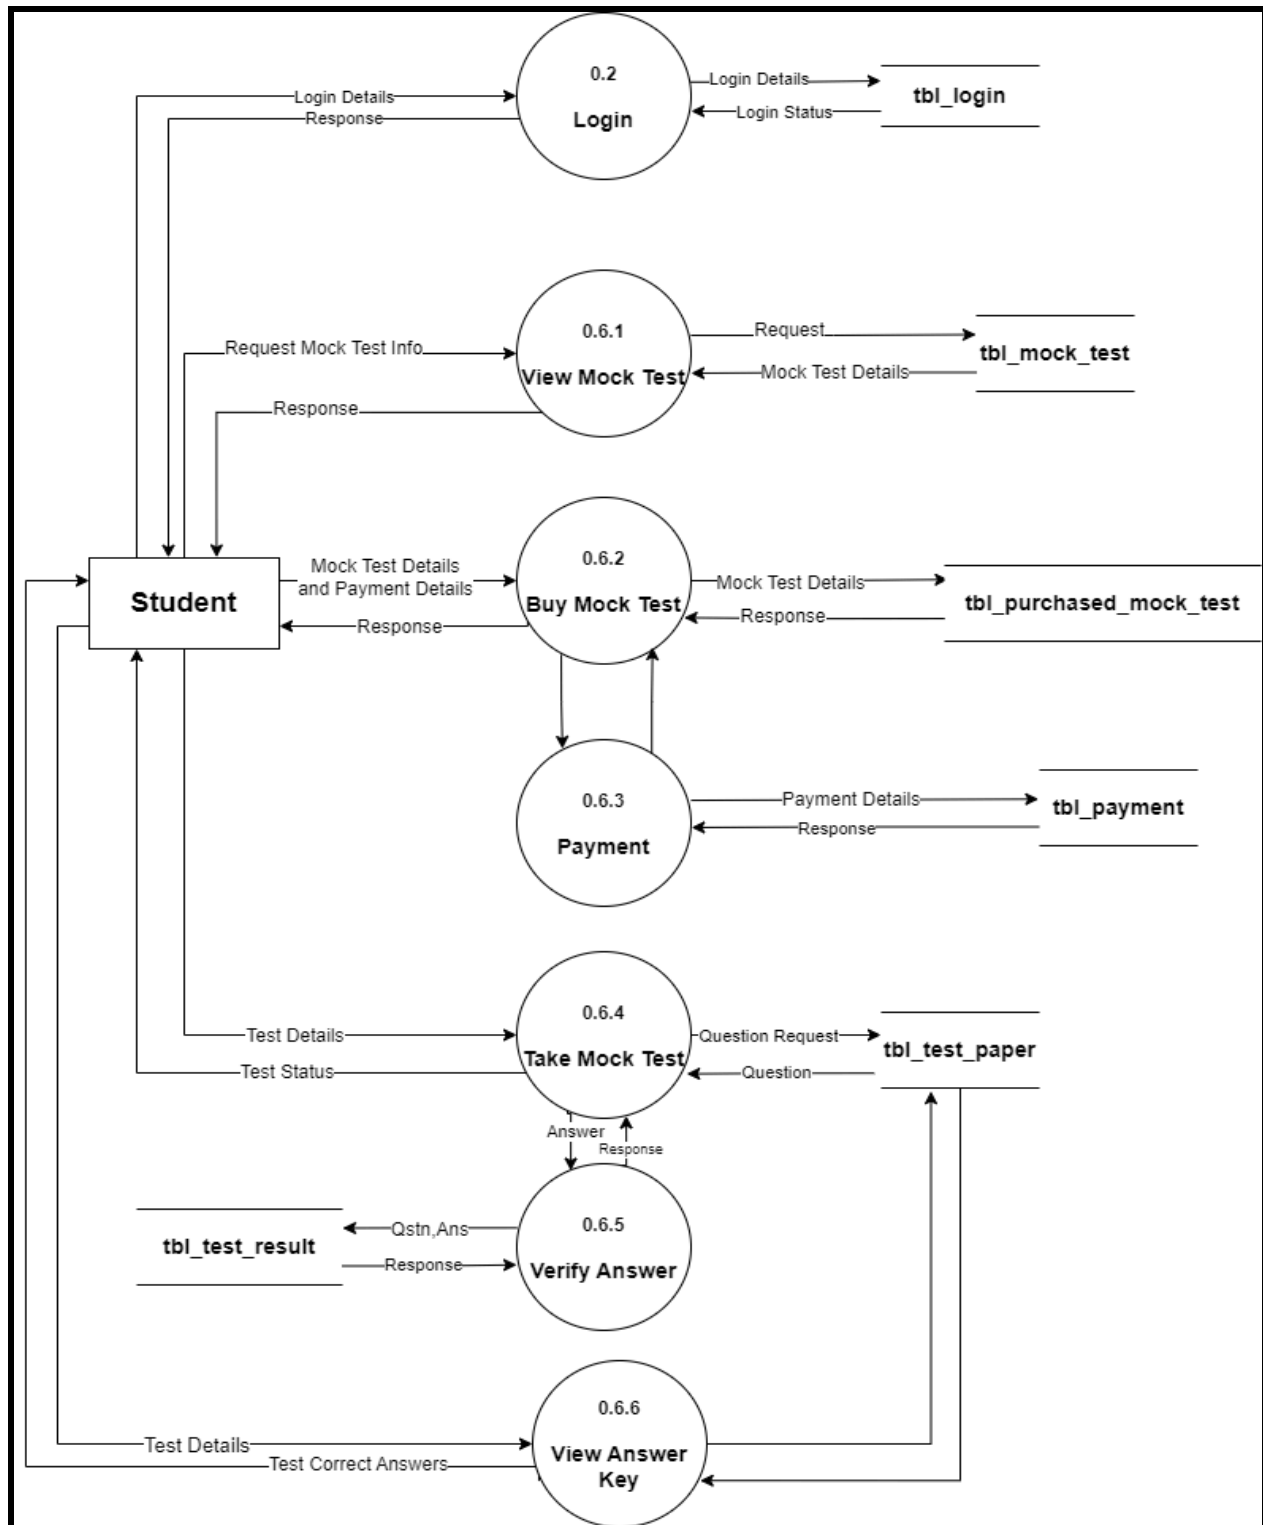 0.2
Login
Login Details
Response
Login Details
Login Status
tbl_login
0.6.1
View Mock Test
Request Mock Test Info
Response
Request
Mock Test Details
tbl_mock_test
Student
Mock Test Details
and Payment Details
Response
0.6.2
Buy Mock Test
Mock Test Details
Response
tbl_purchased_mock_test
0.6.3
Payment
Payment Details
Response
tbl_payment
0.6.4
Take Mock Test
Test Details
Test Status
Question Request
Question
tbl_test_paper
Answer
Response
tbl_test_result
Qstn,Ans
Response
0.6.5
Verify Answer
0.6.6
View Answer
Key
Test Details
Test Correct Answers